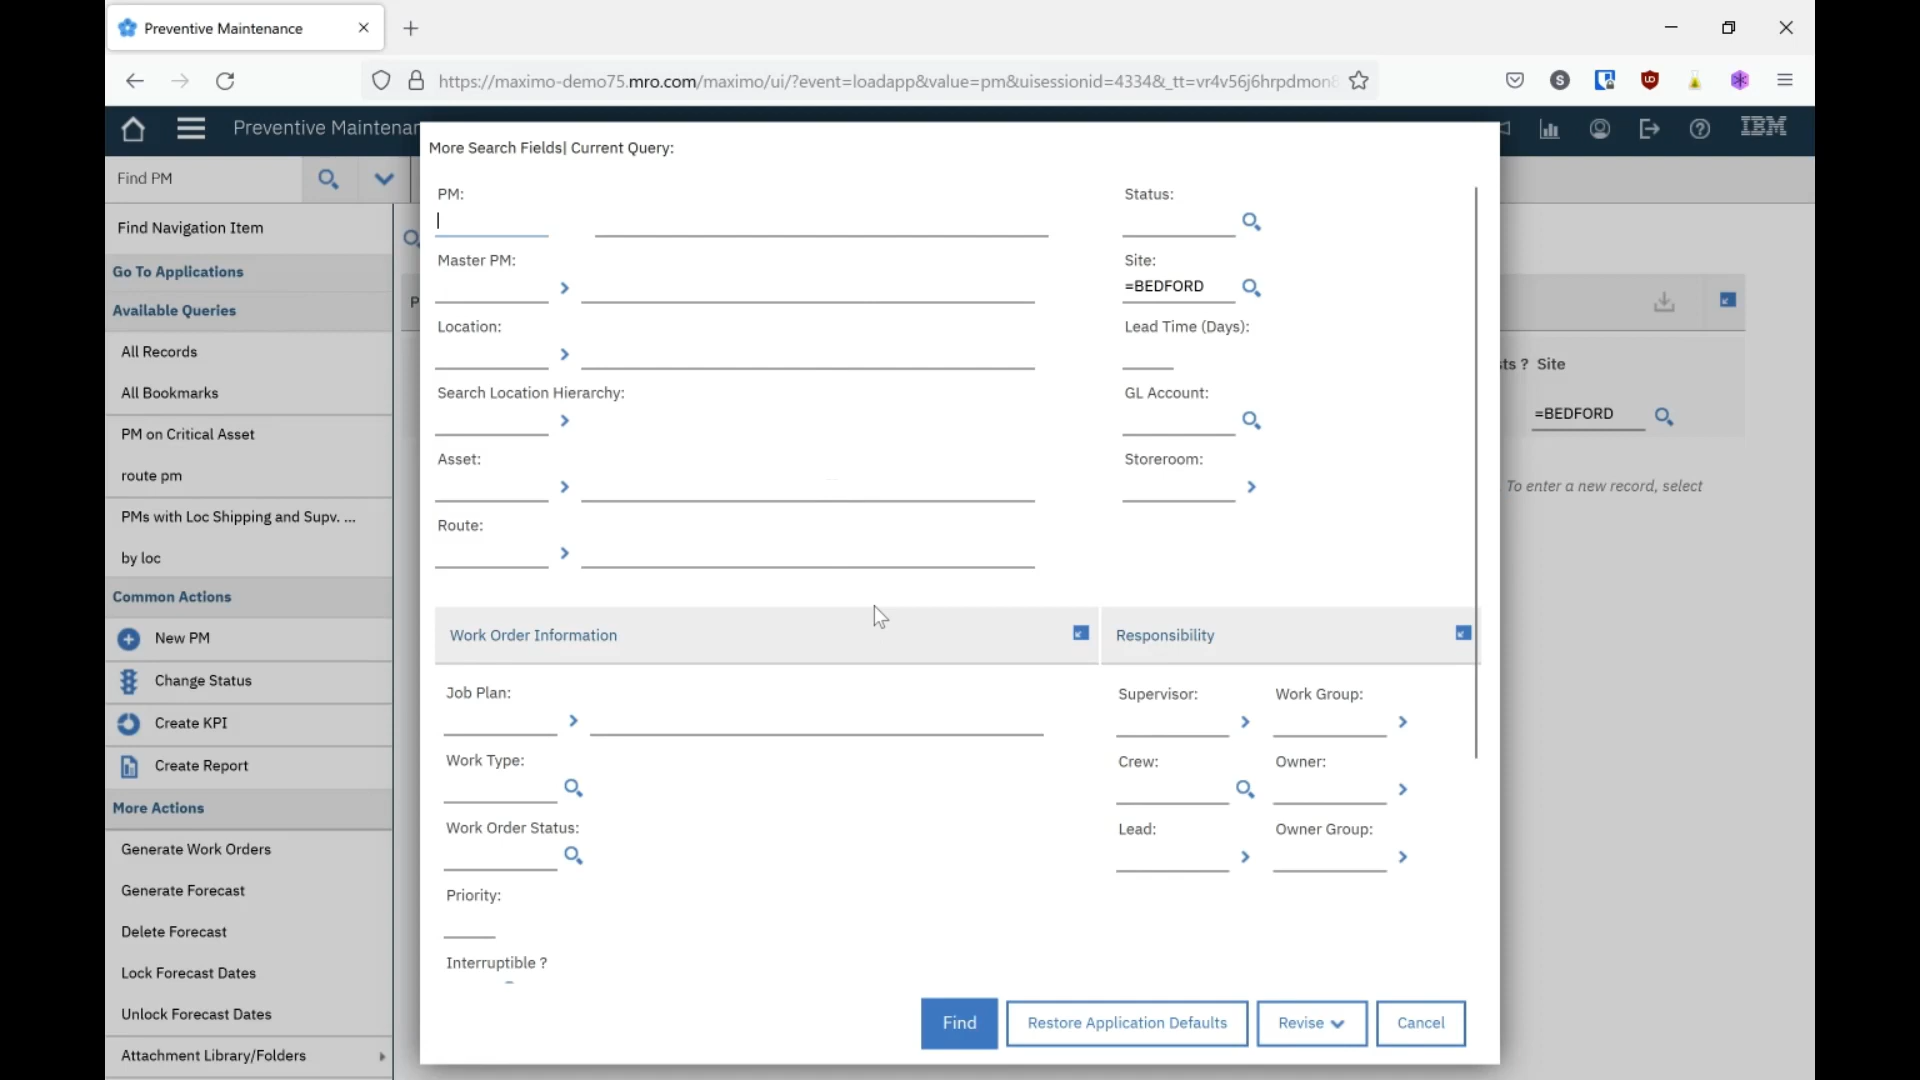 Preventive Maintenance
https://maximo-demo75.mro.com/maximo/ui/?event=loadapp&value=pm&uisessionid=4334&_tt=vr4v56j6hrpdmon8
S
Preventive Maintenan
IBM
Find PM
Find Navigation Item
Go To Applications
Available Queries
All Records
All Bookmarks
PM on Critical Asset
route pm
PMs with Loc Shipping and Supv. ...
by loc
Common Actions
New PM
Change Status
Create KPI
Create Report
More Actions
Generate Work Orders
Generate Forecast
Delete Forecast
Lock Forecast Dates
Unlock Forecast Dates
Attachment Library/Folders
More Search Fields| Current Query:
PM:
Master PM:
Location:
Search Location Hierarchy:
Asset:
Route:
Status:
Site:
=BEDFORD
Lead Time (Days):
GL Account:
Storeroom:
Work Order Information
Job Plan:
Work Type:
Work Order Status:
Priority:
Interruptible ?
Responsibility
Supervisor:
Work Group:
Crew:
Owner:
Lead:
Owner Group:
Find
Restore Application Defaults
Revise
Cancel
P
sts ? Site
=BEDFORD
To enter a new record, select